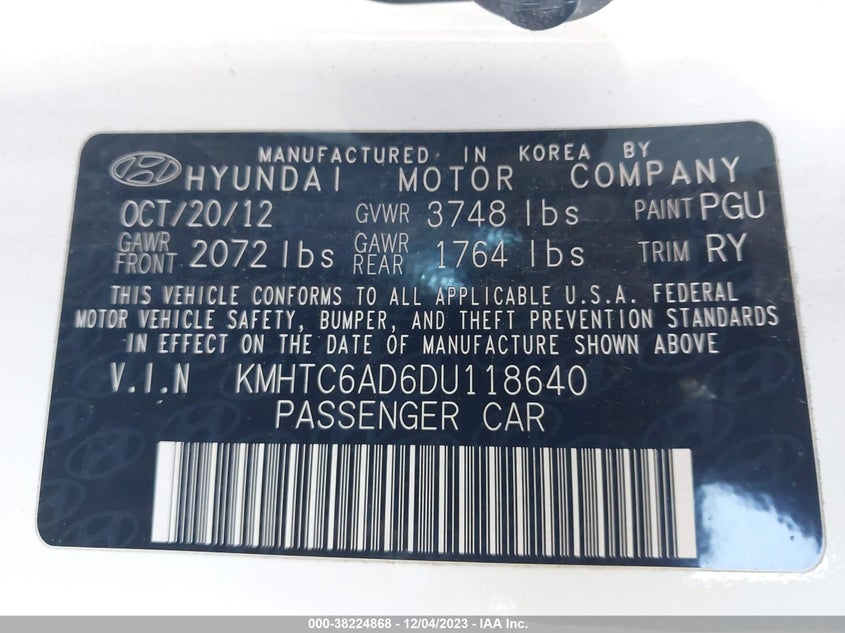 MANUFACTURED IN KOREA BY
HYUNDAI MOTOR COMPANY
OCT/20/12 GVWR 3748 lbs PAINT PGU
GAWR FRONT 2072 lbs GAWR REAR 1764 lbs TRIM RY
THIS VEHICLE CONFORMS TO ALL APPLICABLE U.S.A. FEDERAL
MOTOR VEHICLE SAFETY, BUMPER, AND THEFT PREVENTION STANDARDS
IN EFFECT ON THE DATE OF MANUFACTURE SHOWN ABOVE
V.I.N KMHTC6AD6DU118640
PASSENGER CAR
000-38224868 - 12/04/2023 - IAA Inc.